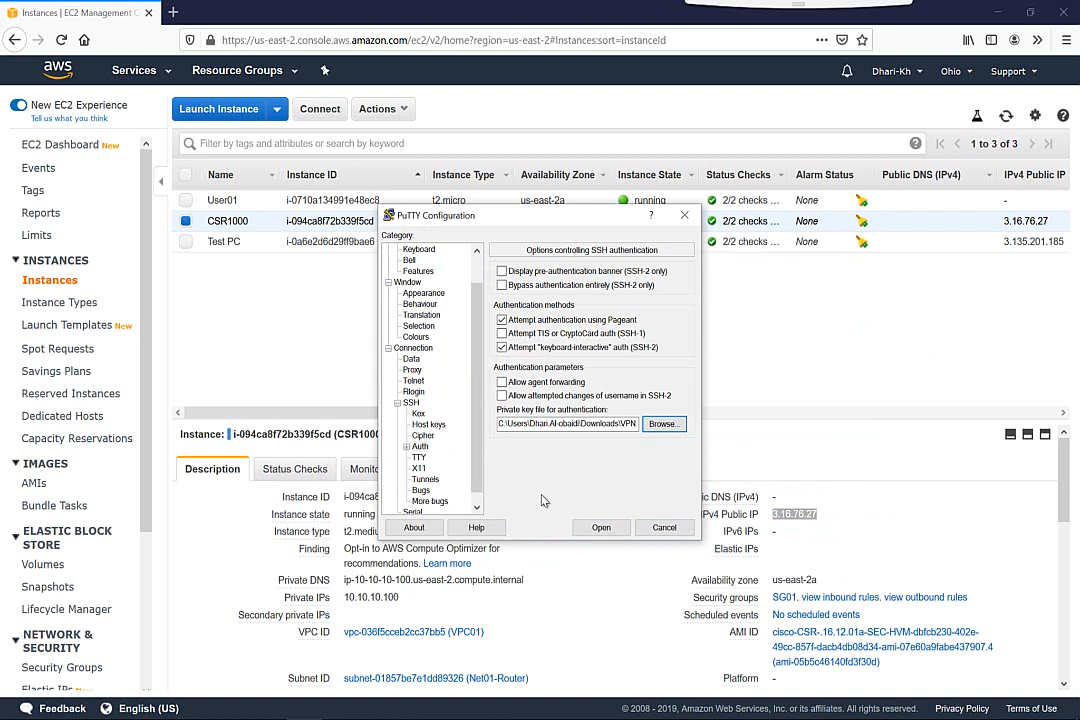 Instances | EC2 Management C
https://us-east-2.console.aws.amazon.com/ec2/v2/home?region=us-east-2#Instances:sort=instanceId
aws Services Resource Groups Dhari-Kh Ohio Support
New EC2 Experience
Tell us what you think
Launch Instance Connect Actions
EC2 Dashboard New
Events
Tags
Reports
Limits
INSTANCES
Instances
Instance Types
Launch Templates New
Spot Requests
Savings Plans
Reserved Instances
Dedicated Hosts
Capacity Reservations
IMAGES
AMIs
Bundle Tasks
ELASTIC BLOCK
STORE
Volumes
Snapshots
Lifecycle Manager
NETWORK &
SECURITY
Security Groups
Elastic IPs New
Filter by tags and attributes or search by keyword
1 to 3 of 3
Name Instance ID Instance Type Availability Zone Instance State Status Checks Alarm Status Public DNS (IPv4) IPv4 Public IP
User01 i-0710a134991e48ec8 t2.micro us-east-2a running 2/2 checks ... None -
CSR1000 i-094ca8f72b339f5cd 2/2 checks ... None 3.16.76.27
Test PC i-0a6e2d6d29ff9bae6 2/2 checks ... None 3.135.201.185
PuTTY Configuration
? 
Category:
Keyboard
Bell
Features
Window
Appearance
Behaviour
Translation
Selection
Colours
Connection
Data
Proxy
Telnet
Rlogin
SSH
Kex
Host keys
Cipher
Auth
TTY
X11
Tunnels
Bugs
More bugs
Serial
Options controlling SSH authentication
Display pre-authentication banner (SSH-2 only)
Bypass authentication entirely (SSH-2 only)
Authentication methods
Attempt authentication using Pageant
Attempt TIS or CryptoCard auth (SSH-1)
Attempt "keyboard-interactive" auth (SSH-2)
Authentication parameters
Allow agent forwarding
Allow attempted changes of username in SSH-2
Private key file for authentication:
C:\Users\Dhari.Al-obaidi\Downloads\VPN Browse...
About Help Open Cancel
Instance: i-094ca8f72b339f5cd (CSR1000
Description Status Checks Monito
Instance ID i-094ca8
Instance state running
Instance type t2.mediu
Finding Opt-in to AWS Compute Optimizer for
recommendations. Learn more
Private DNS ip-10-10-10-100.us-east-2.compute.internal
Private IPs 10.10.10.100
Secondary private IPs
VPC ID vpc-036f5cceb2cc37bb5 (VPC01)
Subnet ID subnet-01857be7e1dd89326 (Net01-Router)
ic DNS (IPv4) -
Pv4 Public IP 3.16.76.27
IPv6 IPs -
Elastic IPs
Availability zone us-east-2a
Security groups SG01. view inbound rules. view outbound rules
Scheduled events No scheduled events
AMI ID cisco-CSR-.16.12.01a-SEC-HVM-dbfcb230-402e-
49cc-857f-dacb4db08d34-ami-07e60a9fabe437907.4
(ami-05b5c46140fd3f30d)
Platform -
Feedback English (US) © 2008 - 2019, Amazon Web Services, Inc. or its affiliates. All rights reserved. Privacy Policy Terms of Use